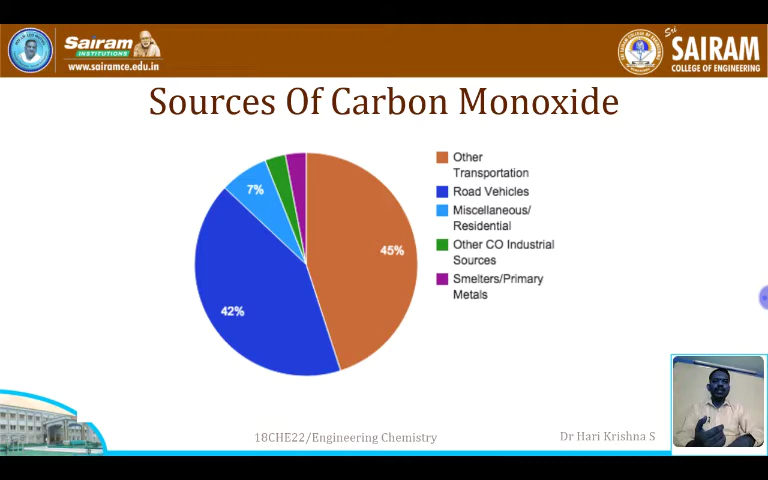 Sairam
INSTITUTIONS
www.sairamce.edu.in
Sri
SAIRAM
COLLEGE OF ENGINEERING
Sources Of Carbon Monoxide
7%
45%
42%
Other
Transportation
Road Vehicles
Miscellaneous/
Residential
Other CO Industrial
Sources
Smelters/Primary
Metals
18CHE22/Engineering Chemistry
Dr Hari Krishna S